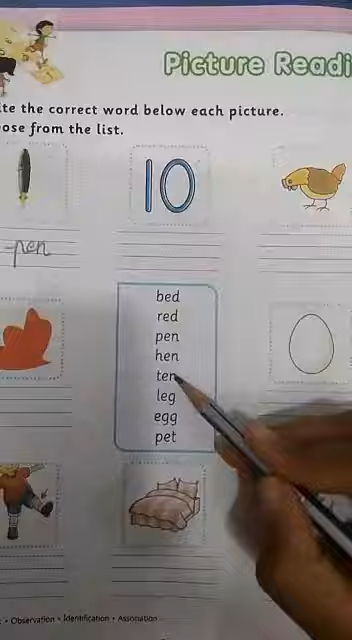 Picture Readi
te the correct word below each picture.
ose from the list.
10
pen
bed
red
pen
hen
ten
leg
egg
pet
• Observation • Identification • Association